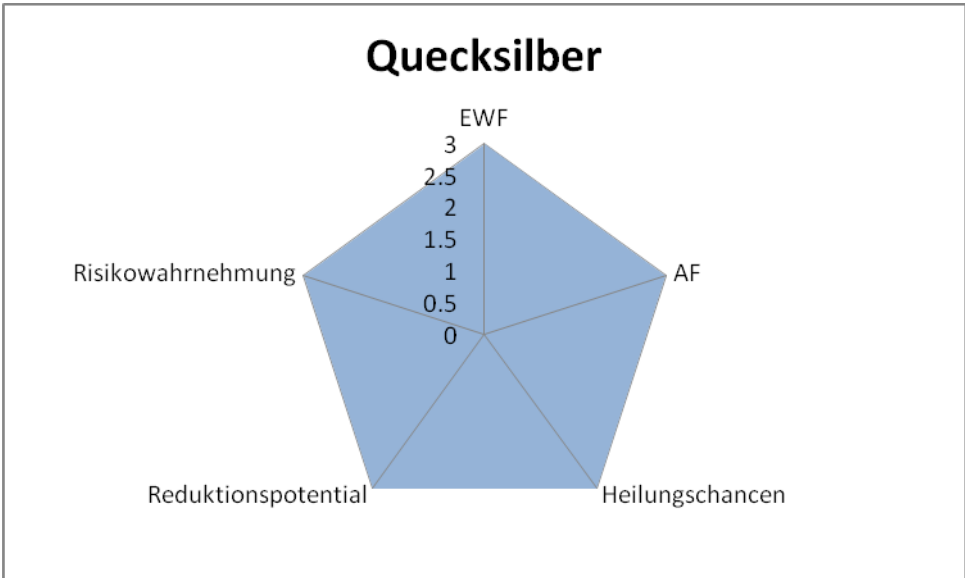 Quecksilber
EWF
3
2.5
2
1.5
1
0.5
0
AF
Risikowahrnehmung
Reduktionspotential
Heilungschancen